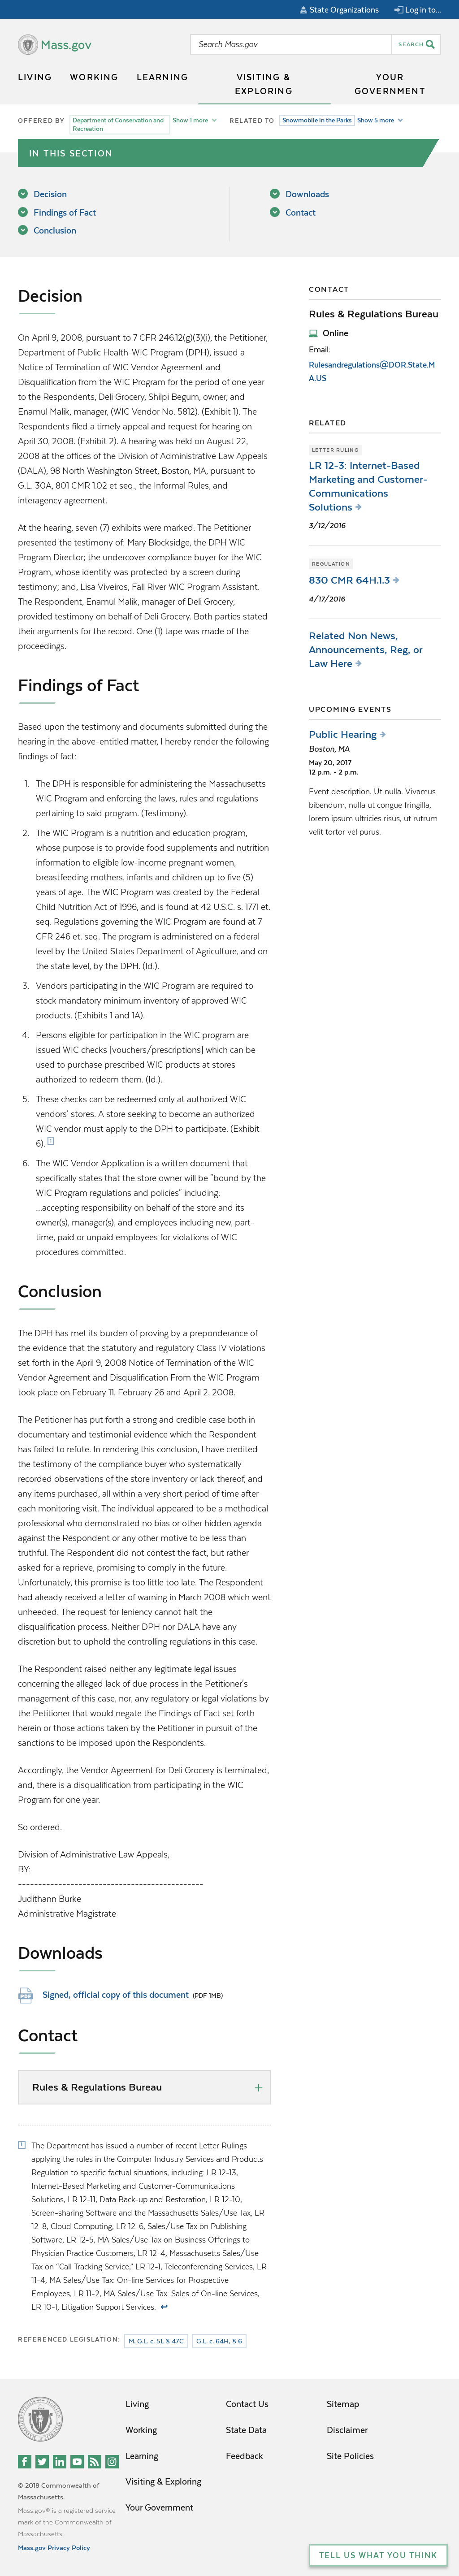 State Organizations
Log in to...
Mass.gov
Search Mass.gov
SEARCH
LIVING
WORKING
LEARNING
VISITING &
EXPLORING
YOUR
GOVERNMENT
OFFERED BY
Department of Conservation and
Recreation
Show 1 more
RELATED TO
Snowmobile in the Parks
Show 5 more
IN THIS SECTION
Decision
Findings of Fact
Conclusion
Downloads
Contact
Decision
On April 9, 2008, pursuant to 7 CFR 246.12(g)(3)(i), the Petitioner,
Department of Public Health-WIC Program (DPH), issued a
Notice of Termination of WIC Vendor Agreement and
Disqualification from the WIC Program for the period of one year
to the Respondents, Deli Grocery, Shilpi Begum, owner, and
Enamul Malik, manager, (WIC Vendor No. 5812). (Exhibit 1). The
Respondents filed a timely appeal and request for hearing on
April 30, 2008. (Exhibit 2). A hearing was held on August 22,
2008 at the offices of the Division of Administrative Law Appeals
(DALA), 98 North Washington Street, Boston, MA, pursuant to
G.L. 30A, 801 CMR 1.02 et seq., the Informal Rules, and
interagency agreement.
At the hearing, seven (7) exhibits were marked. The Petitioner
presented the testimony of: Mary Blocksidge, the DPH WIC
Program Director; the undercover compliance buyer for the WIC
Program, whose identity was protected by a screen during
testimony; and, Lisa Viveiros, Fall River WIC Program Assistant.
The Respondent, Enamul Malik, manager of Deli Grocery,
provided testimony on behalf of Deli Grocery. Both parties stated
their arguments for the record. One (1) tape was made of the
proceedings.
Findings of Fact
Based upon the testimony and documents submitted during the
hearing in the above-entitled matter, I hereby render the following
findings of fact:
1. The DPH is responsible for administering the Massachusetts
WIC Program and enforcing the laws, rules and regulations
pertaining to said program. (Testimony).
2. The WIC Program is a nutrition and education program,
whose purpose is to provide food supplements and nutrition
information to eligible low-income pregnant women,
breastfeeding mothers, infants and children up to five (5)
years of age. The WIC Program was created by the Federal
Child Nutrition Act of 1996, and is found at 42 U.S.C. s. 1771 et.
seq. Regulations governing the WIC Program are found at 7
CFR 246 et. seq. The program is administered on a federal
level by the United States Department of Agriculture, and on
the state level, by the DPH. (Id.).
3. Vendors participating in the WIC Program are required to
stock mandatory minimum inventory of approved WIC
products. (Exhibits 1 and 1A).
4. Persons eligible for participation in the WIC program are
issued WIC checks [vouchers/prescriptions] which can be
used to purchase prescribed WIC products at stores
authorized to redeem them. (Id.).
5. These checks can be redeemed only at authorized WIC
vendors' stores. A store seeking to become an authorized
WIC vendor must apply to the DPH to participate. (Exhibit
6). 1
6. The WIC Vendor Application is a written document that
specifically states that the store owner will be "bound by the
WIC Program regulations and policies" including:
...accepting responsibility on behalf of the store and its
owner(s), manager(s), and employees including new, part-
time, paid or unpaid employees for violations of WIC
procedures committed.
Conclusion
The DPH has met its burden of proving by a preponderance of
the evidence that the statutory and regulatory Class IV violations
set forth in the April 9, 2008 Notice of Termination of the WIC
Vendor Agreement and Disqualification From the WIC Program
took place on February 11, February 26 and April 2, 2008.
The Petitioner has put forth a strong and credible case both in
documentary and testimonial evidence which the Respondent
has failed to refute. In rendering this conclusion, I have credited
the testimony of the compliance buyer who systematically
recorded observations of the store inventory or lack thereof, and
any items purchased, all within a very short period of time after
each monitoring visit. The individual appeared to be a methodical
professional who demonstrated no bias or other hidden agenda
against the Respondent or any other motive to be less than
truthful. The Respondent did not contest the fact, but rather
asked for a reprieve, promising to comply in the future.
Unfortunately, this promise is too little too late. The Respondent
had already received a letter of warning in March 2008 which went
unheeded. The request for leniency cannot halt the
disqualification process. Neither DPH nor DALA have any
discretion but to uphold the controlling regulations in this case.
The Respondent raised neither any legitimate legal issues
concerning the alleged lack of due process in the Petitioner's
management of this case, nor, any regulatory or legal violations by
the Petitioner that would negate the Findings of Fact set forth
herein or those actions taken by the Petitioner in pursuit of the
sanctions to be imposed upon the Respondents.
Accordingly, the Vendor Agreement for Deli Grocery is terminated,
and, there is a disqualification from participating in the WIC
Program for one year.
So ordered.
Division of Administrative Law Appeals,
BY:
----------------------------------------------
Judithann Burke
Administrative Magistrate
Downloads
Signed, official copy of this document (PDF 1MB)
Contact
Rules & Regulations Bureau
1 The Department has issued a number of recent Letter Rulings
applying the rules in the Computer Industry Services and Products
Regulation to specific factual situations, including: LR 12-13,
Internet-Based Marketing and Customer-Communications
Solutions, LR 12-11, Data Back-up and Restoration, LR 12-10,
Screen-sharing Software and the Massachusetts Sales/Use Tax, LR
12-8, Cloud Computing, LR 12-6, Sales/Use Tax on Publishing
Software, LR 12-5, MA Sales/Use Tax on Business Offerings to
Physician Practice Customers, LR 12-4, Massachusetts Sales/Use
Tax on "Call Tracking Service," LR 12-1, Teleconferencing Services, LR
11-4, MA Sales/Use Tax: On-line Services for Prospective
Employees, LR 11-2, MA Sales/Use Tax: Sales of On-line Services,
LR 10-1, Litigation Support Services. ↩
REFERENCED LEGISLATION:
M. G.L. c. 51, § 47C
G.L. c. 64H, § 6
CONTACT
Rules & Regulations Bureau
Online
Email:
Rulesandregulations@DOR.State.M
A.US
RELATED
LETTER RULING
LR 12-3: Internet-Based
Marketing and Customer-
Communications
Solutions
3/12/2016
REGULATION
830 CMR 64H.1.3
4/17/2016
Related Non News,
Announcements, Reg, or
Law Here
UPCOMING EVENTS
Public Hearing
Boston, MA
May 20, 2017
12 p.m. - 2 p.m.
Event description. Ut nulla. Vivamus
bibendum, nulla ut congue fringilla,
lorem ipsum ultricies risus, ut rutrum
velit tortor vel purus.
Living
Working
Learning
Visiting & Exploring
Your Government
Contact Us
State Data
Feedback
Sitemap
Disclaimer
Site Policies
© 2018 Commonwealth of
Massachusetts.
Mass.gov® is a registered service
mark of the Commonwealth of
Massachusetts.
Mass.gov Privacy Policy
TELL US WHAT YOU THINK